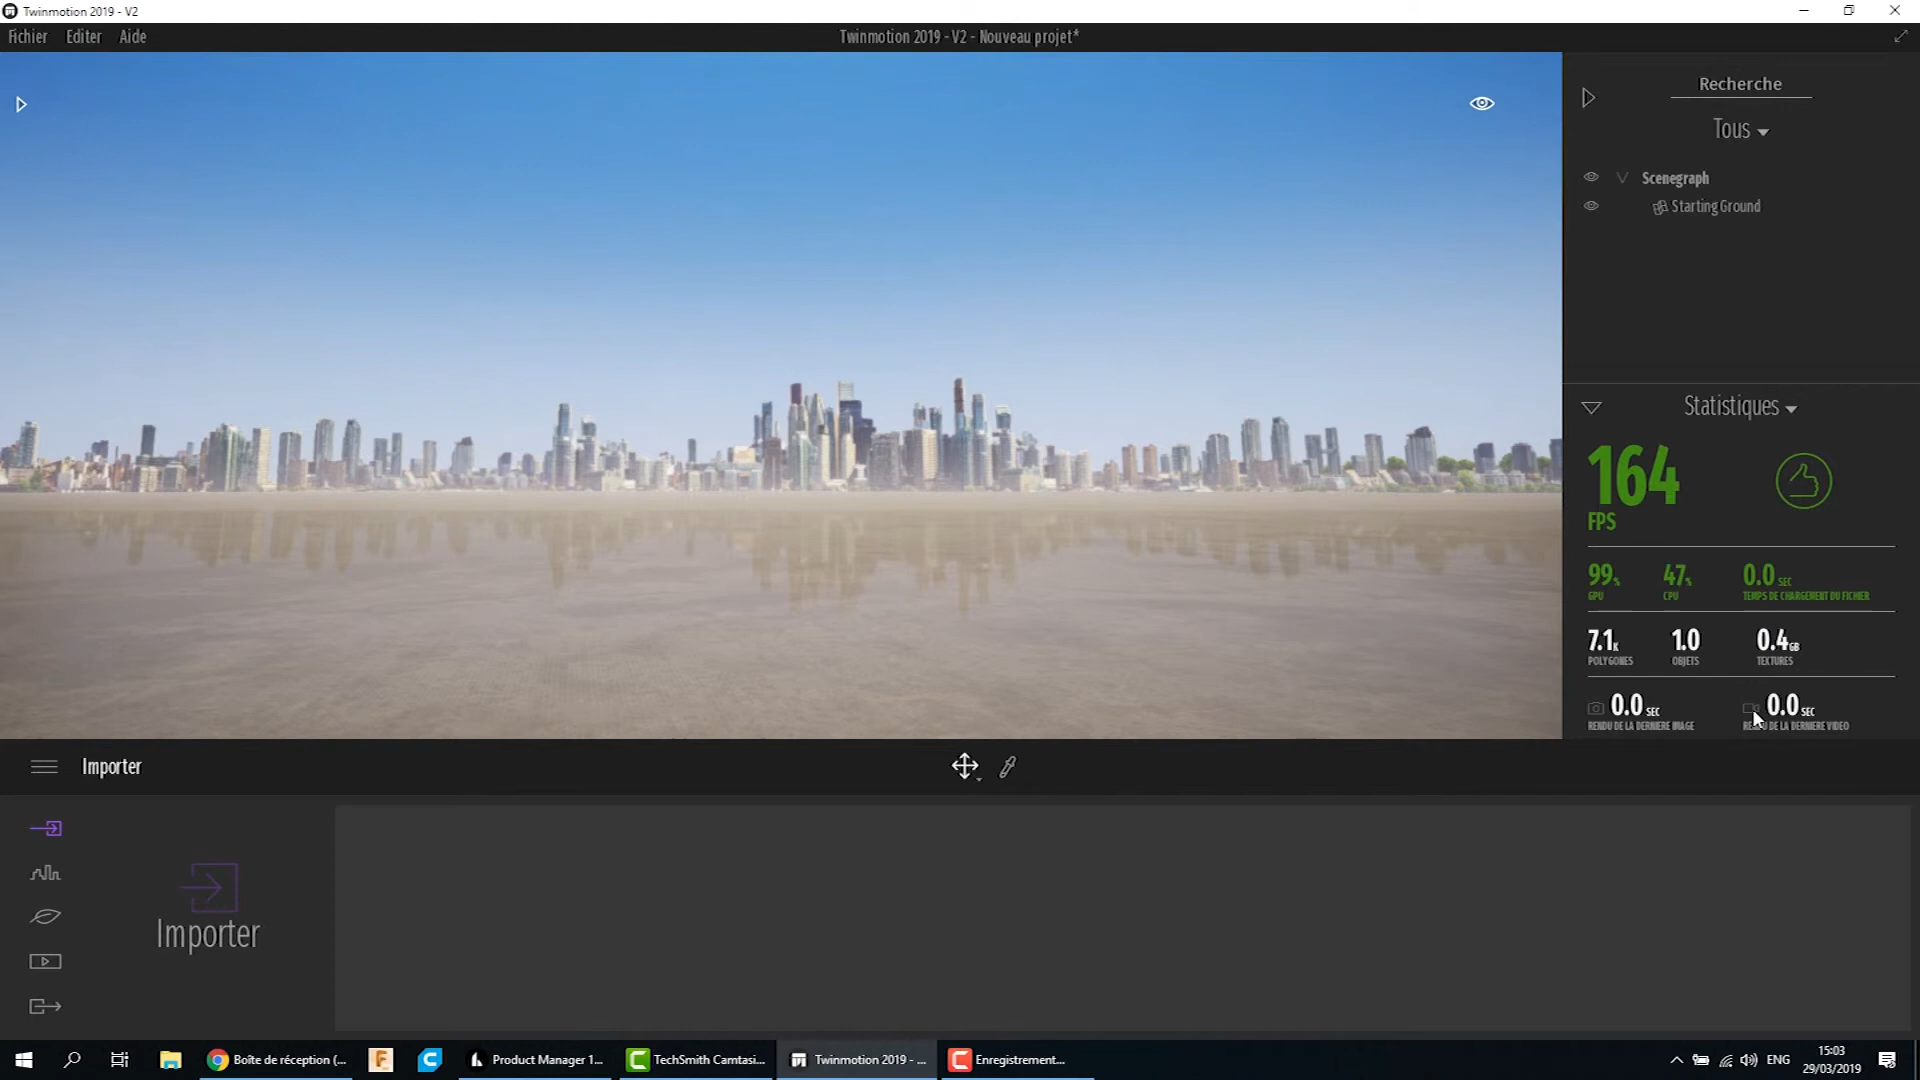 Twinmotion 2019 - V2
Fichier Editer Aide
Twinmotion 2019 - V2 - Nouveau projet*
Recherche
Tous
Scenegraph
Starting Ground
Statistiques
164
FPS
99% 47% 0.0 SEC
GPU CPU TEMPS DE CHARGEMENT DU FICHIER
7.1K 1.0 0.4GB
POLYGONES OBJETS TEXTURES
0.0 SEC 0.0 SEC
RENDU DE LA DERNIERE IMAGE RENDU DE LA DERNIERE VIDEO
Importer
Importer
Boîte de réception (... Product Manager 1... TechSmith Camtasi... Twinmotion 2019 - ... Enregistrement... ENG
15:03
29/03/2019